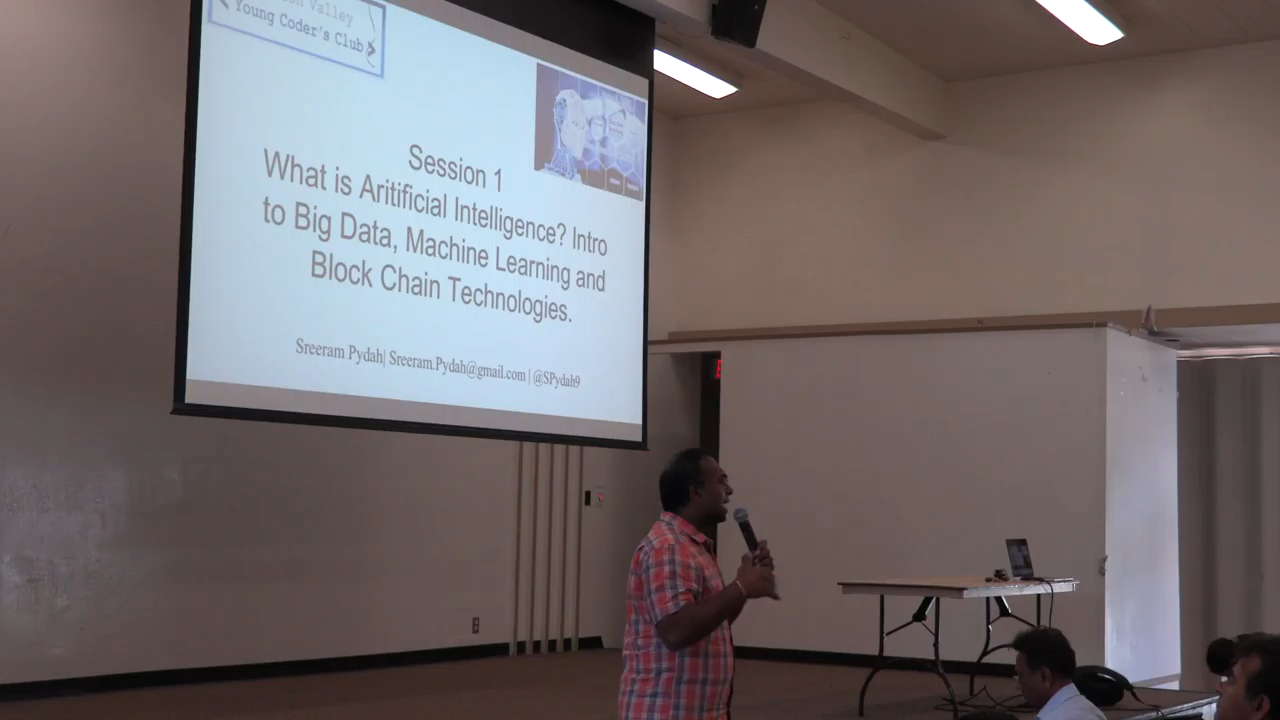 Valley
Young Coder's Club
Session 1
What is Aritificial Intelligence? Intro
to Big Data, Machine Learning and
Block Chain Technologies.
Sreeram Pydah| Sreeram.Pydah@gmail.com | @SPydah9